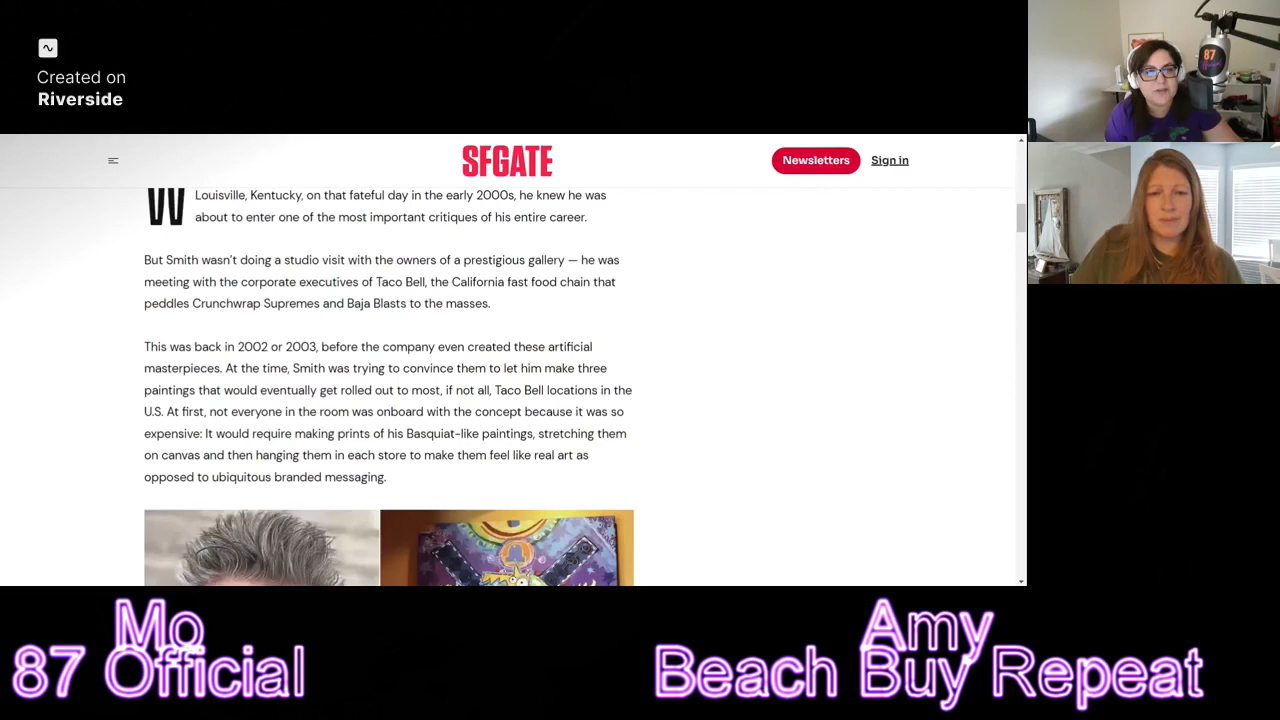 Created on
Riverside
87
SFGATE
Newsletters
Sign in
W
Louisville, Kentucky, on that fateful day in the early 2000s, he knew he was
about to enter one of the most important critiques of his entire career.
But Smith wasn't doing a studio visit with the owners of a prestigious gallery — he was
meeting with the corporate executives of Taco Bell, the California fast food chain that
peddles Crunchwrap Supremes and Baja Blasts to the masses.
This was back in 2002 or 2003, before the company even created these artificial
masterpieces. At the time, Smith was trying to convince them to let him make three
paintings that would eventually get rolled out to most, if not all, Taco Bell locations in the
U.S. At first, not everyone in the room was onboard with the concept because it was so
expensive: It would require making prints of his Basquiat-like paintings, stretching them
on canvas and then hanging them in each store to make them feel like real art as
opposed to ubiquitous branded messaging.
Mo
87 Official
Amy
Beach Buy Repeat